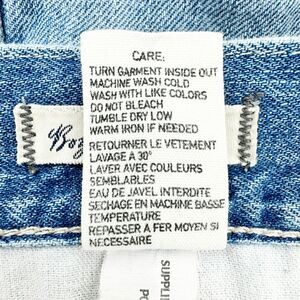 CARE:
TURN GARMENT INSIDE OUT
MACHINE WASH COLD
WASH WITH LIKE COLORS
DO NOT BLEACH
TUMBLE DRY LOW
WARM IRON IF NEEDED
RETOURNER LE VETEMENT
LAVAGE À 30°
LAVER AVEC COULEURS
SEMBLABLES
EAU DE JAVEL INTERDITE
SECHAGE EN MACHINE BASSE
TEMPÉRATURE
REPASSER A FER MOYEN SI
NÉCESSAIRE